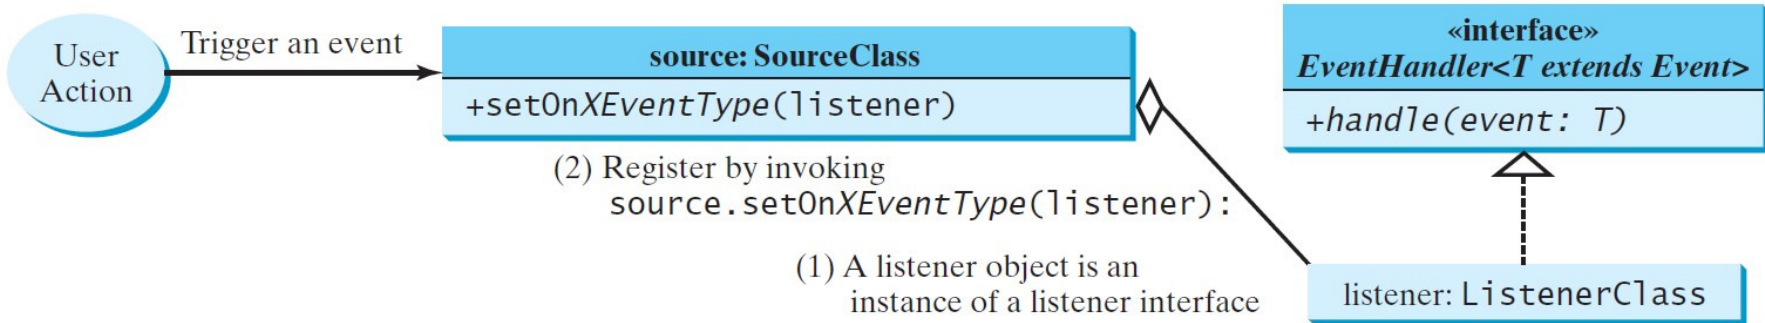 User
Action
Trigger an event
source: SourceClass
+setOnXEventType(listener)
(2) Register by invoking
source.setOnXEventType(listener):
(1) A listener object is an
instance of a listener interface
«interface»
EventHandler<T extends Event>
+handle(event: T)
listener: ListenerClass